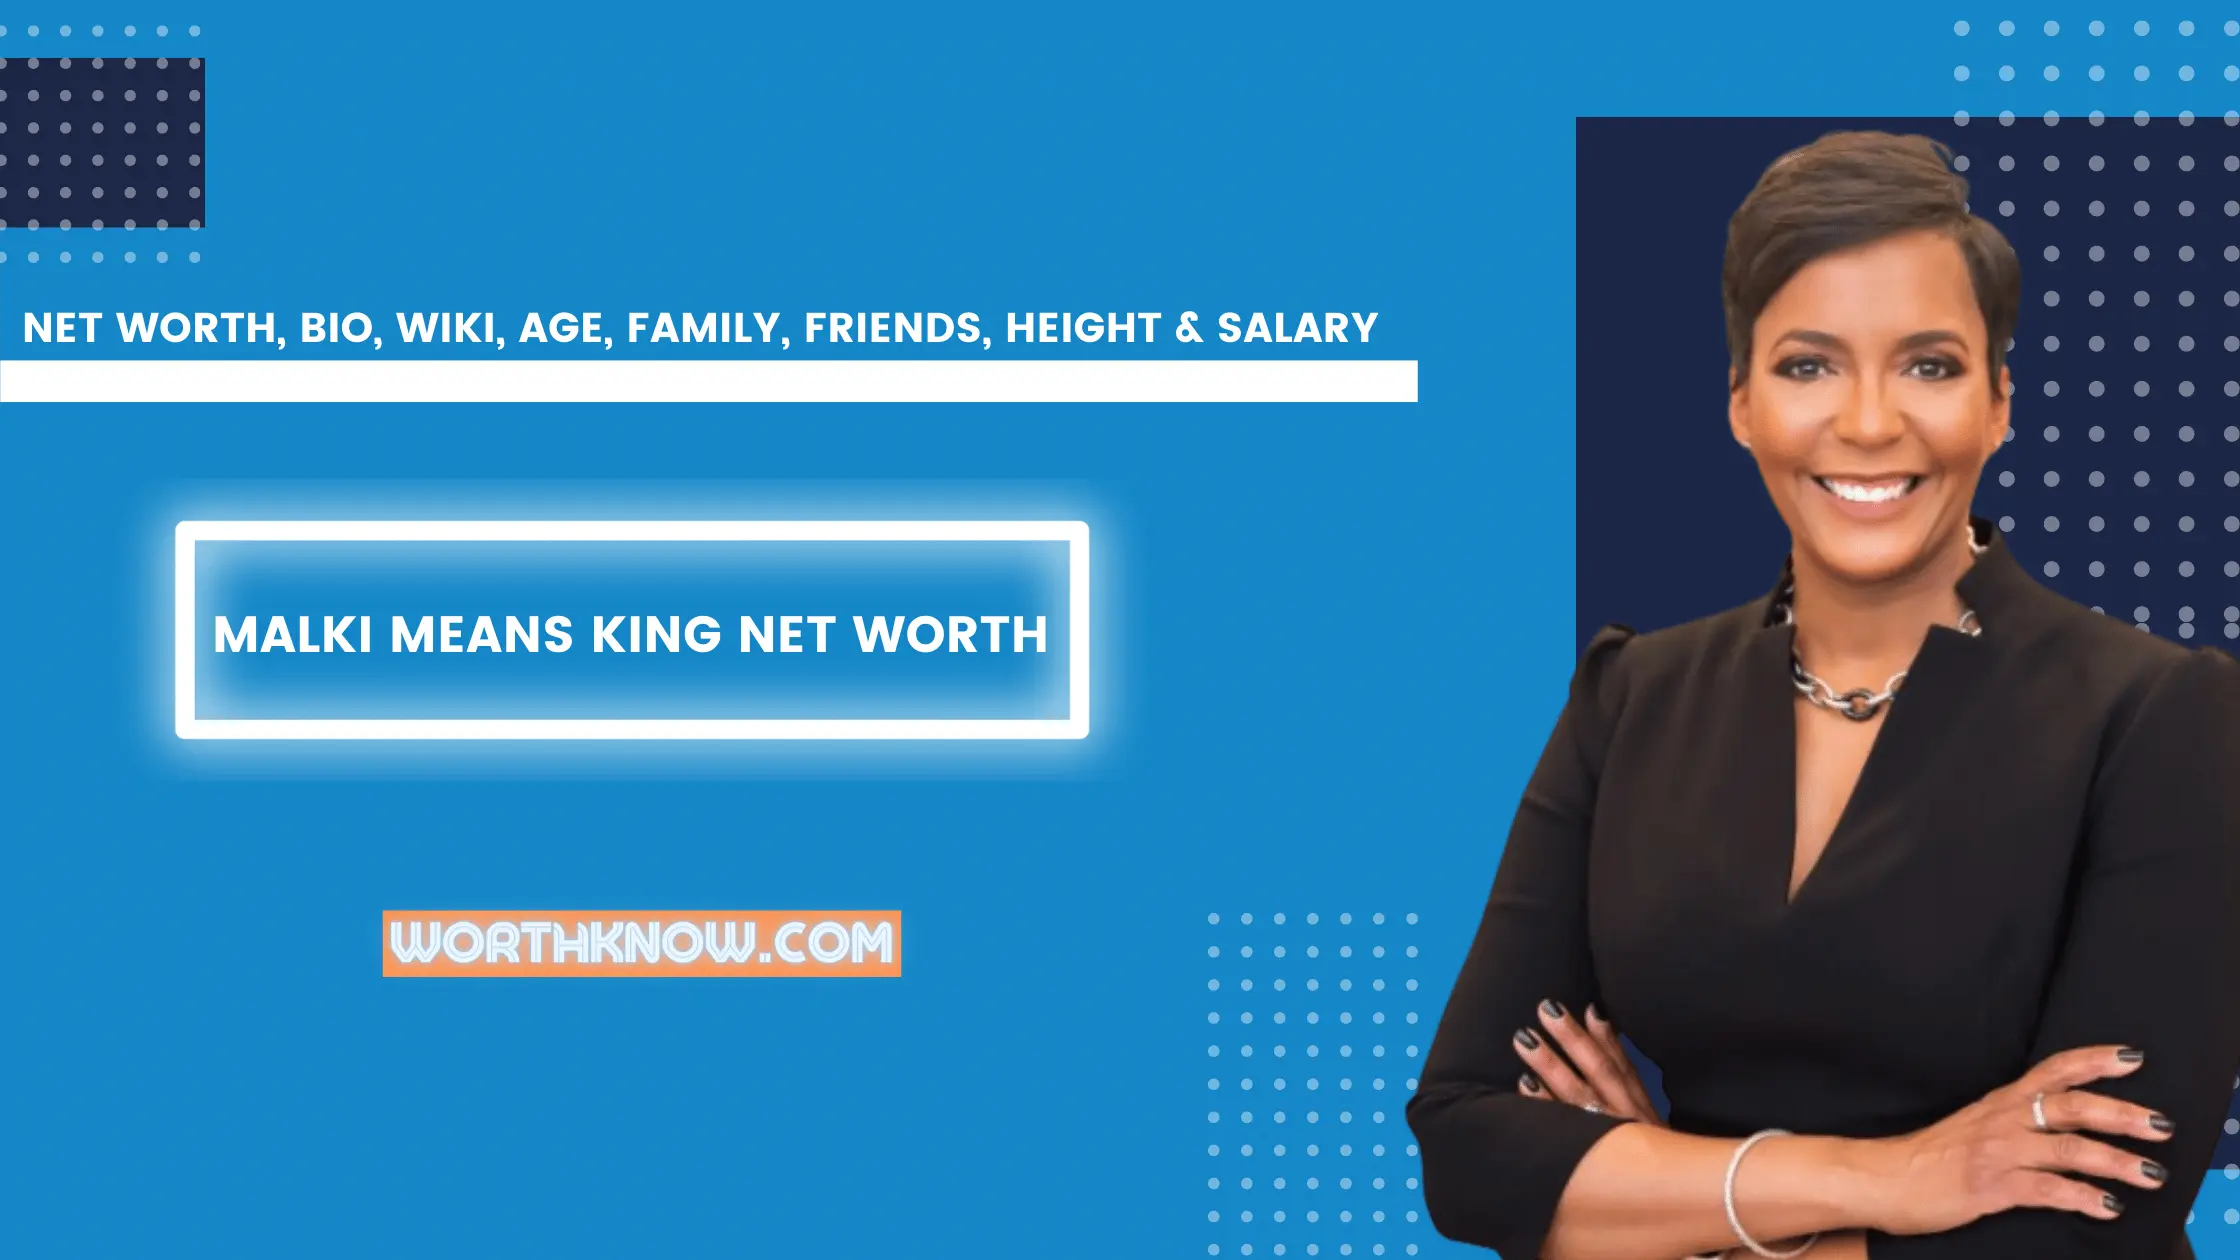 NET WORTH, BIO, WIKI, AGE, FAMILY, FRIENDS, HEIGHT & SALARY
MALKI MEANS KING NET WORTH
WORTHKNOW.COM